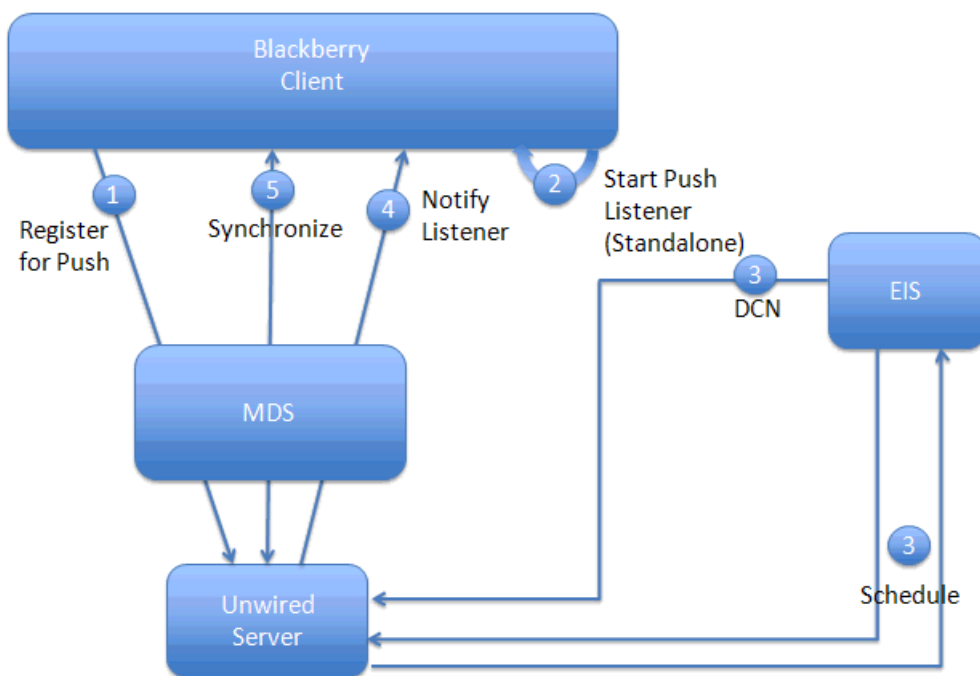 Blackberry
Client
1
Register
for Push
5
Synchronize
4
Notify
Listener
2
Start Push
Listener
(Standalone)
3
DCN
EIS
MDS
3
Schedule
Unwired
Server